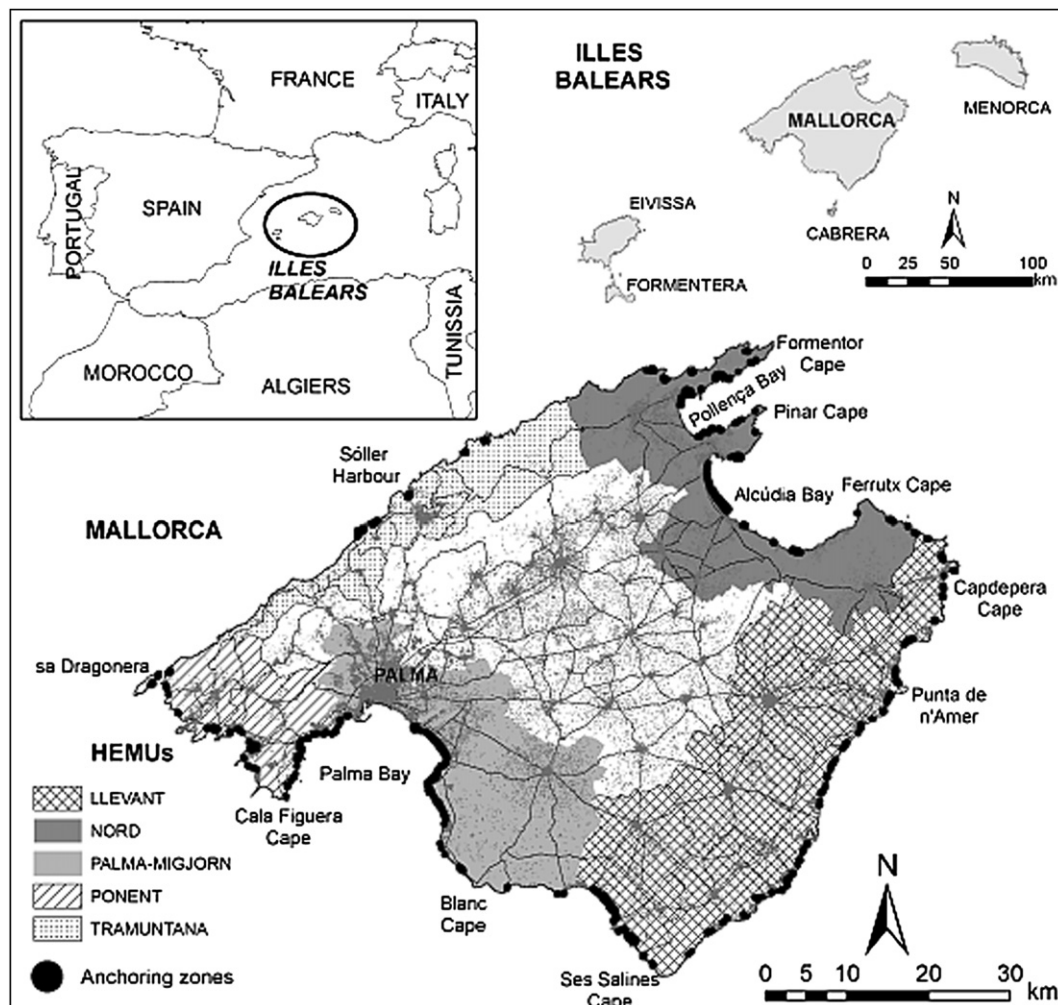 FRANCE
ITALY
PORTUGAL
SPAIN
ILLES
BALEARS
MOROCCO
ALGIERS
TUNISSIA
ILLES
BALEARS
MENORCA
MALLORCA
EIVISSA
CABRERA
FORMENTERA
N
0 25 50 100
km
Formentor
Cape
Pollença Bay
Pinar Cape
Sóller
Harbour
Alcúdia Bay
Ferrutx Cape
MALLORCA
Capdepera
Cape
sa Dragonera
PALMA
Punta de
n'Amer
HEMUs
Palma Bay
LLEVANT
NORD
PALMA-MIGJORN
PONENT
TRAMUNTANA
Anchoring zones
Cala Figuera
Cape
Blanc
Cape
Ses Salines
Cape
N
0 5 10 20 30
km